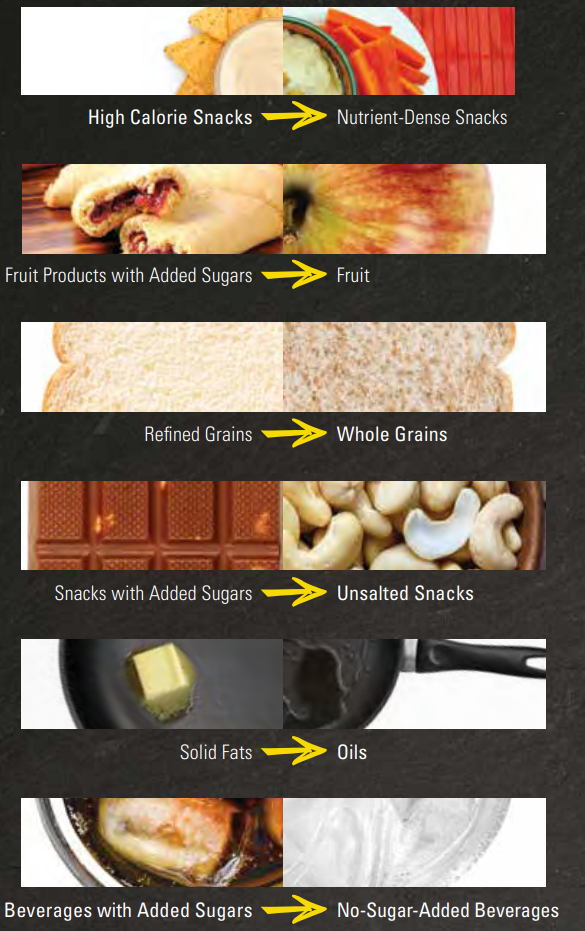 High Calorie Snacks Nutrient-Dense Snacks
Fruit Products with Added Sugars Fruit
Refined Grains Whole Grains
Snacks with Added Sugars Unsalted Snacks
Solid Fats Oils
Beverages with Added Sugars No-Sugar-Added Beverages